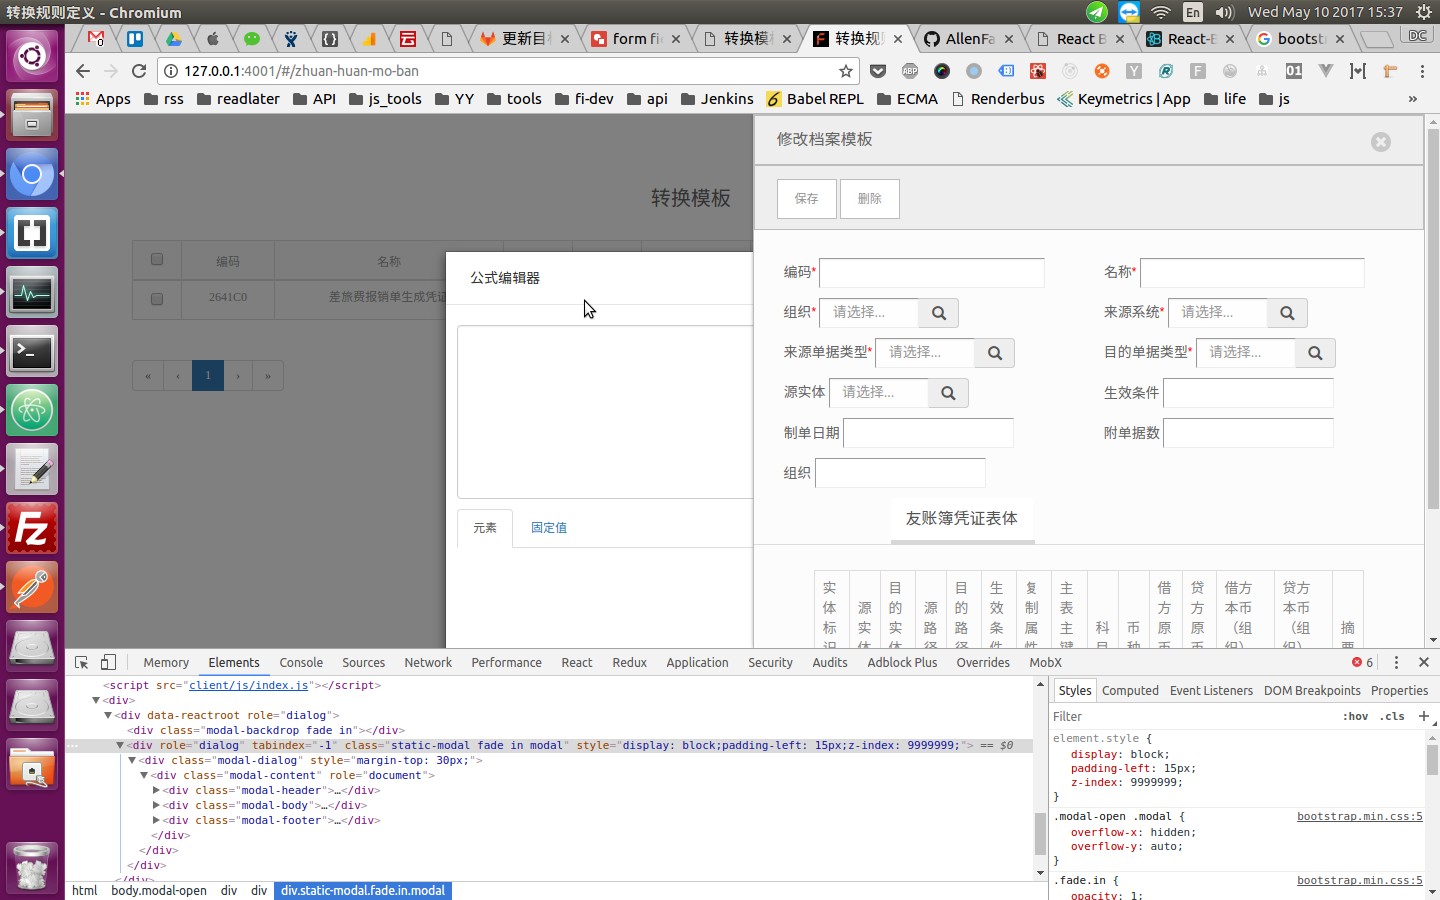 转换规则定义 - Chromium
En
Wed May 10 2017 15:37
0
更新目
form fie
转换模
转换规
AllenFa
React B
React-B
bootst
DC
127.0.0.1:4001/#/zhuan-huan-mo-ban
ABP
01
Apps rss readlater API js_tools YY tools fi-dev api Jenkins Babel REPL ECMA Renderbus Keymetrics | App life js »
转换模板
编码 名称
2641C0 差旅费报销单生成凭证
« ‹ 1 › »
公式编辑器
元素 固定值
修改档案模板
保存 删除
编码* 名称*
组织* 请选择... 来源系统* 请选择...
来源单据类型* 请选择... 目的单据类型* 请选择...
源实体 请选择... 生效条件
制单日期 附单据数
组织
友账簿凭证表体
实体标识 源实体 目的实体 源路径 目的路径 生效条件 复制属性 主表主键 科目 币种 借方原币 贷方原币 借方本币（组织） 贷方本币（组织） 摘要
Memory Elements Console Sources Network Performance React Redux Application Security Audits Adblock Plus Overrides MobX 6
<script src="client/js/index.js"></script>
<div>
<div data-reactroot role="dialog">
<div class="modal-backdrop fade in"></div>
... <div role="dialog" tabindex="-1" class="static-modal fade in modal" style="display: block;padding-left: 15px;z-index: 9999999;"> == $0
<div class="modal-dialog" style="margin-top: 30px;">
<div class="modal-content" role="document">
<div class="modal-header">…</div>
<div class="modal-body">…</div>
<div class="modal-footer">…</div>
</div>
</div>
</div>
</div>
html body.modal-open div div div.static-modal.fade.in.modal
Styles Computed Event Listeners DOM Breakpoints Properties
Filter :hov .cls +
element.style {
display: block;
padding-left: 15px;
z-index: 9999999;
}
.modal-open .modal { bootstrap.min.css:5
overflow-x: hidden;
overflow-y: auto;
}
.fade.in { bootstrap.min.css:5
opacity: 1;